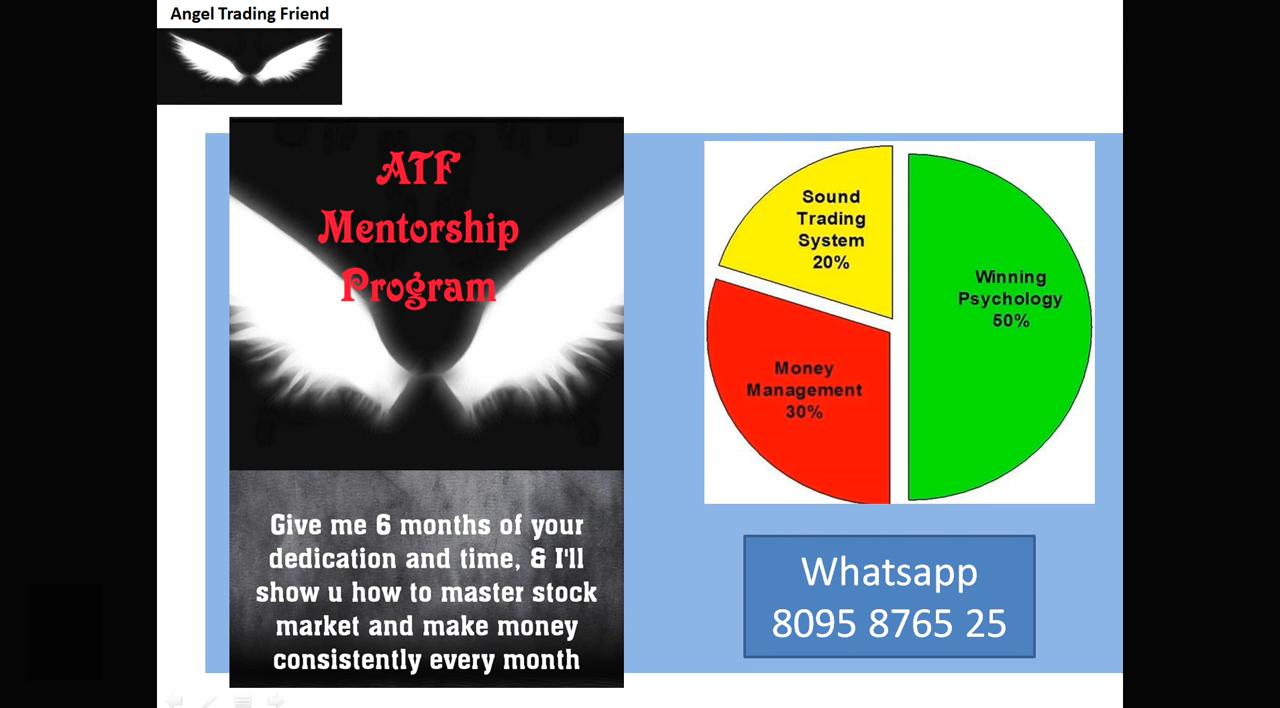 Angel Trading Friend
ATF
Mentorship
Program
Give me 6 months of your
dedication and time, & I'll
show u how to master stock
market and make money
consistently every month
Sound
Trading
System
20%
Winning
Psychology
50%
Money
Management
30%
Whatsapp
8095 8765 25